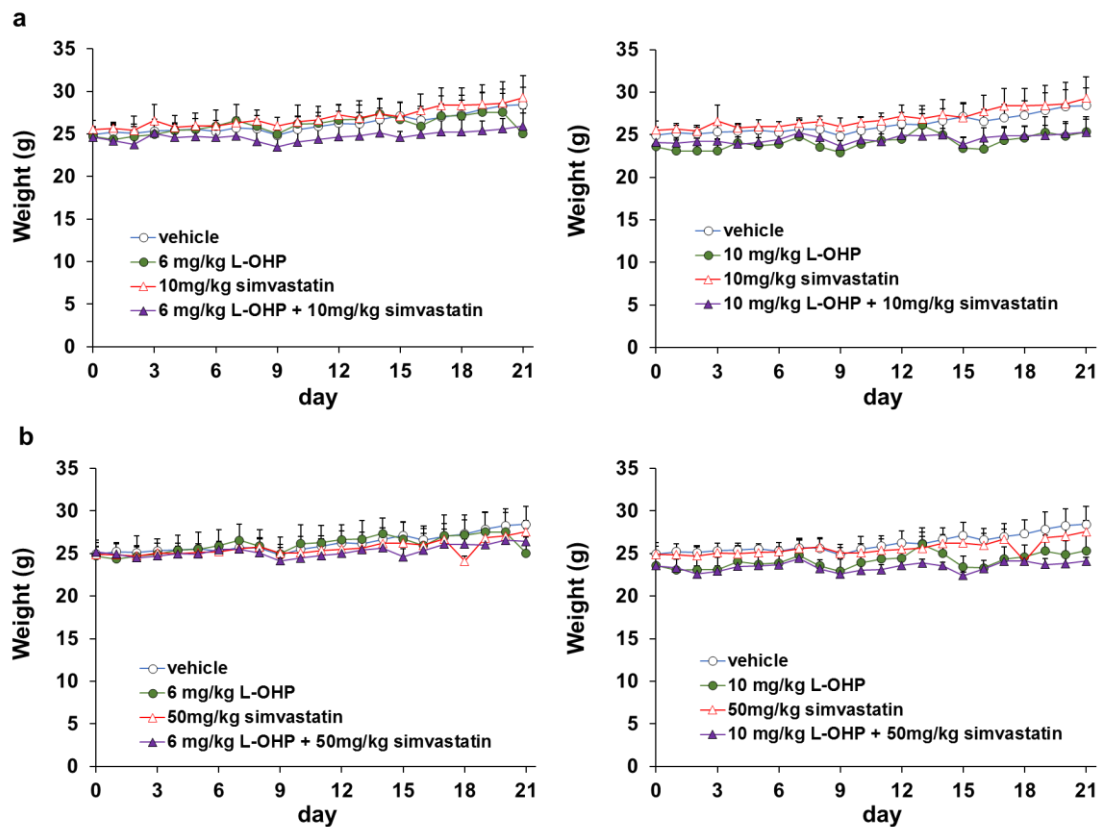 a
35
30
25
20
15
10
5
0
Weight (g)
vehicle
6 mg/kg L-OHP
10mg/kg simvastatin
6 mg/kg L-OHP + 10mg/kg simvastatin
0 3 6 9 12 15 18 21
day
35
30
25
20
15
10
5
0
Weight (g)
vehicle
10 mg/kg L-OHP
10mg/kg simvastatin
10 mg/kg L-OHP + 10mg/kg simvastatin
0 3 6 9 12 15 18 21
day
b
35
30
25
20
15
10
5
0
Weight (g)
vehicle
6 mg/kg L-OHP
50mg/kg simvastatin
6 mg/kg L-OHP + 50mg/kg simvastatin
0 3 6 9 12 15 18 21
day
35
30
25
20
15
10
5
0
Weight (g)
vehicle
10 mg/kg L-OHP
50mg/kg simvastatin
10 mg/kg L-OHP + 50mg/kg simvastatin
0 3 6 9 12 15 18 21
day